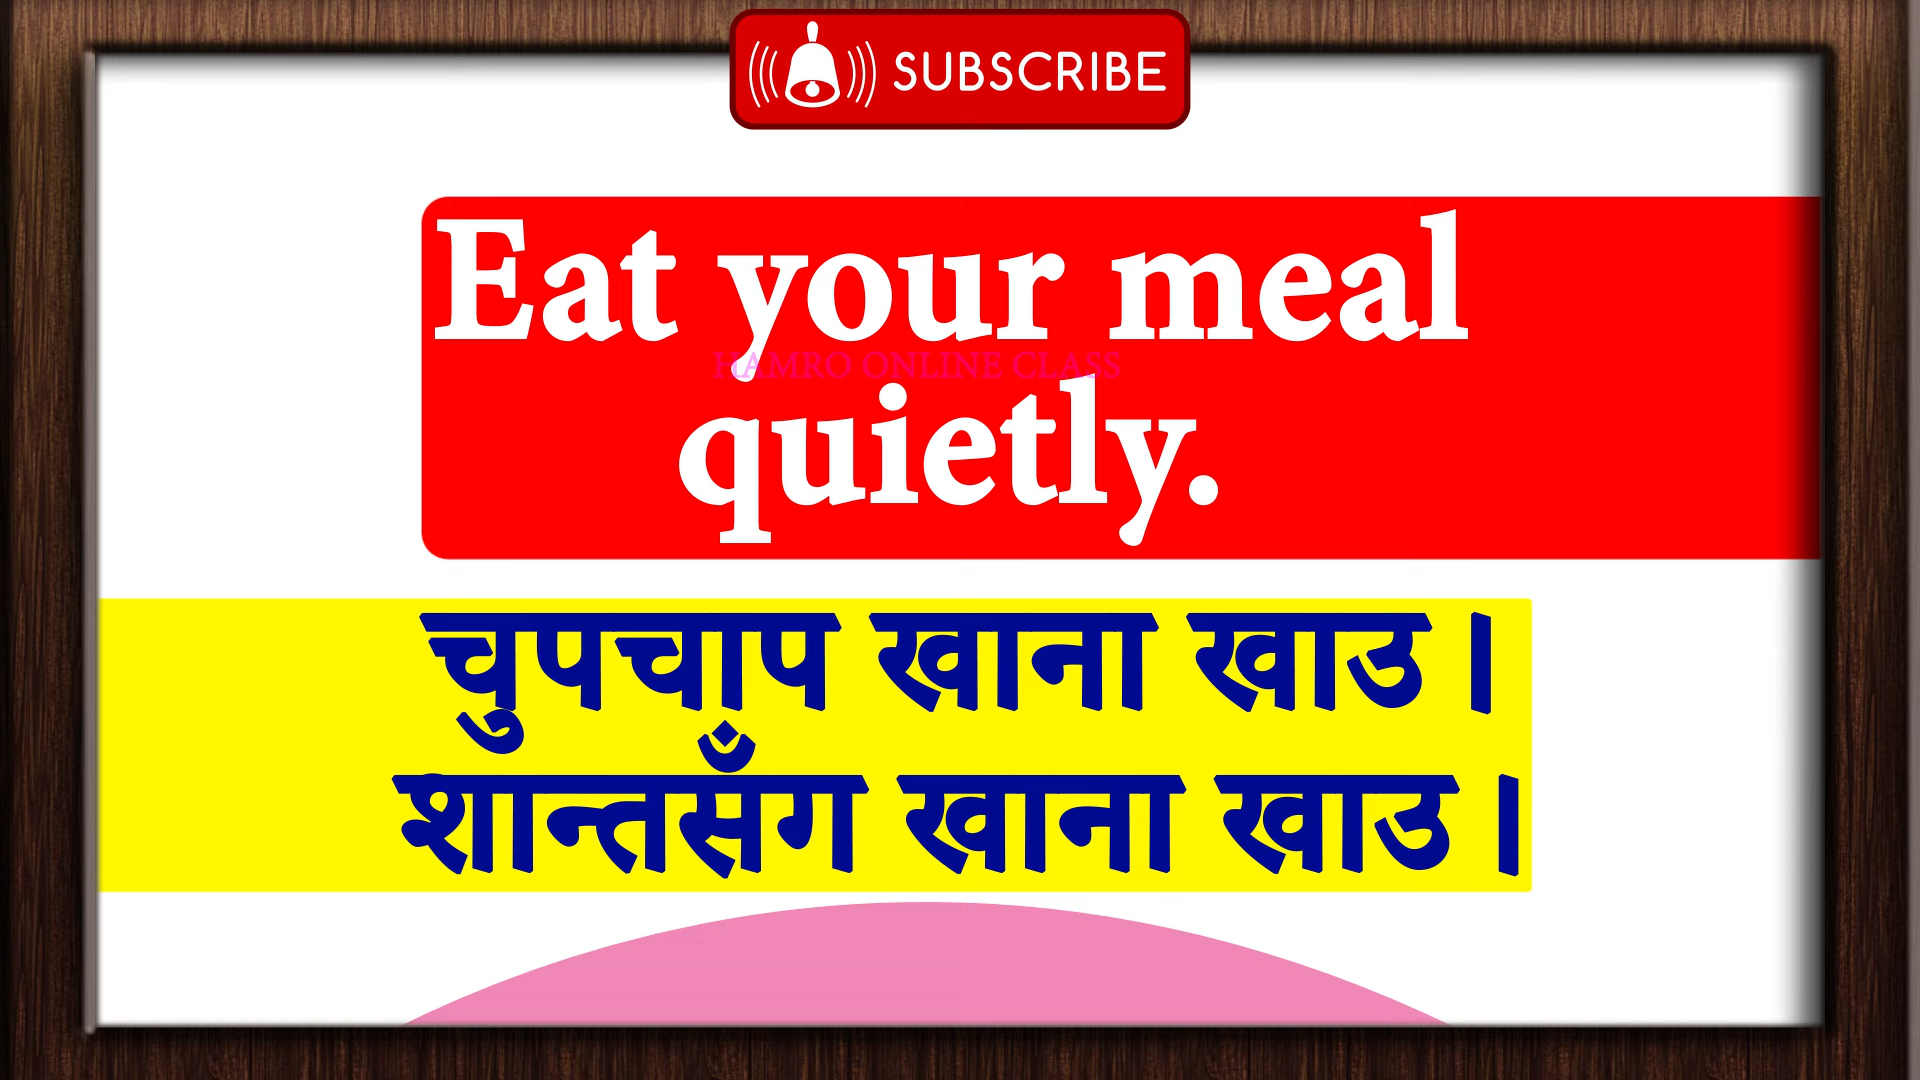 SUBSCRIBE
Eat your meal
HAMRO ONLINE CLASS
quietly.
चुपचाप खाना खाउ ।
शान्तसँग खाना खाउ ।